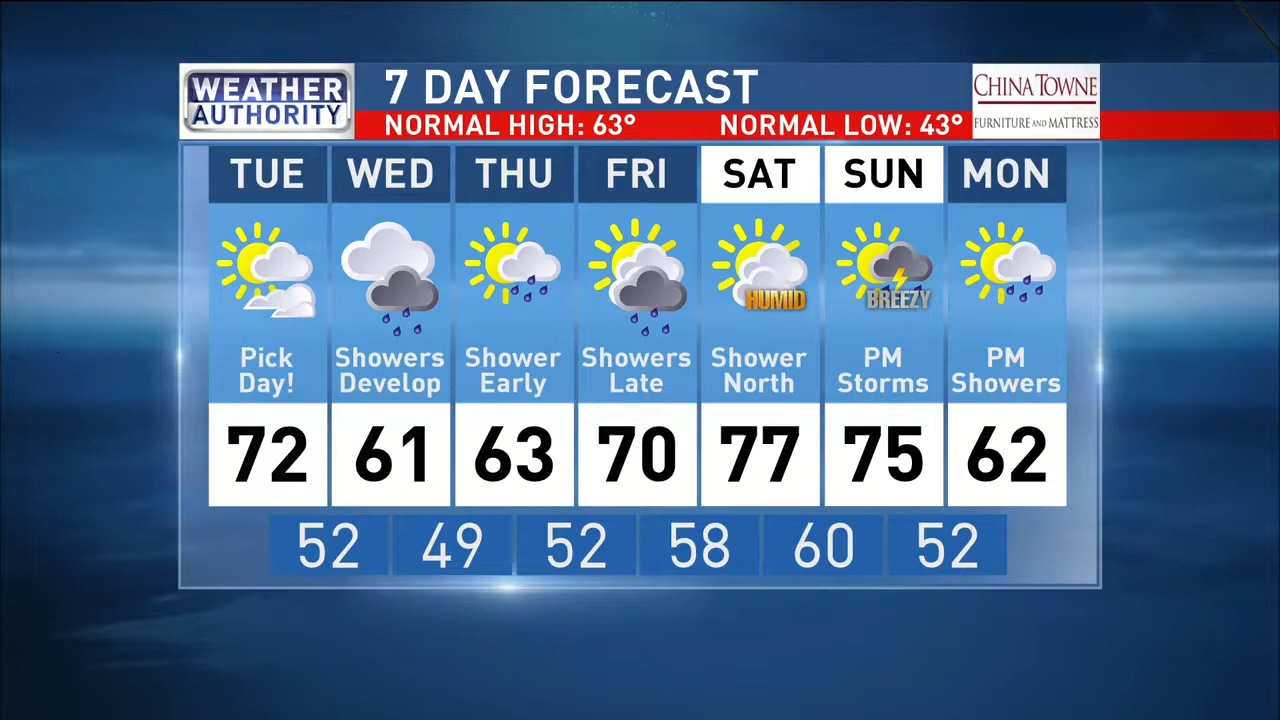 WEATHER
AUTHORITY
7 DAY FORECAST
CHINA TOWNE
FURNITURE AND MATTRESS
NORMAL HIGH: 63° NORMAL LOW: 43°
TUE WED THU FRI SAT SUN MON
HUMID BREEZY
Pick Showers Shower Showers Shower PM PM
Day! Develop Early Late North Storms Showers
72 61 63 70 77 75 62
52 49 52 58 60 52